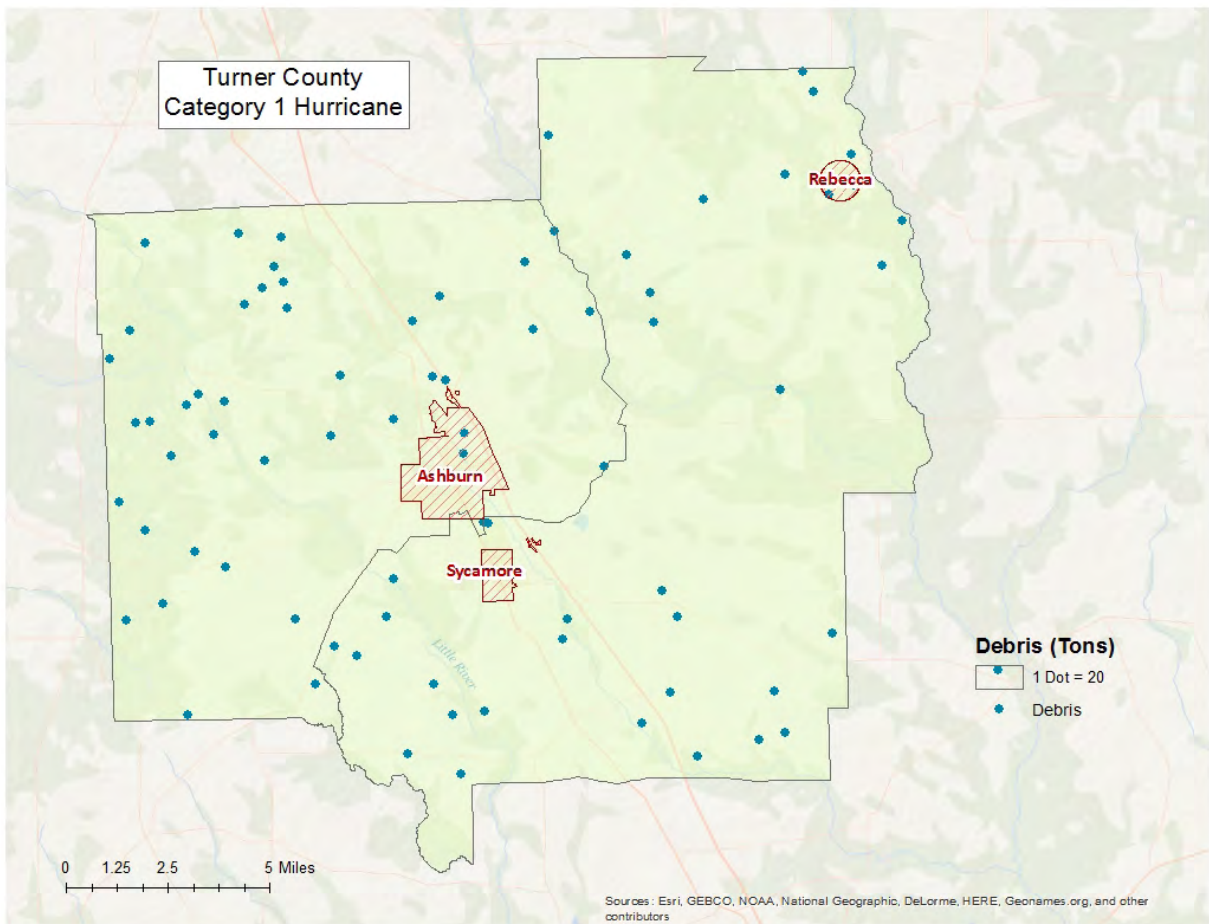 Turner County
Category 1 Hurricane
Rebecca
Ashburn
Sycamore
Little River
Debris (Tons)
1 Dot = 20
Debris
0 1.25 2.5 5 Miles
Sources: Esri, GEBCO, NOAA, National Geographic, DeLorme, HERE, Geonames.org, and other
contributors